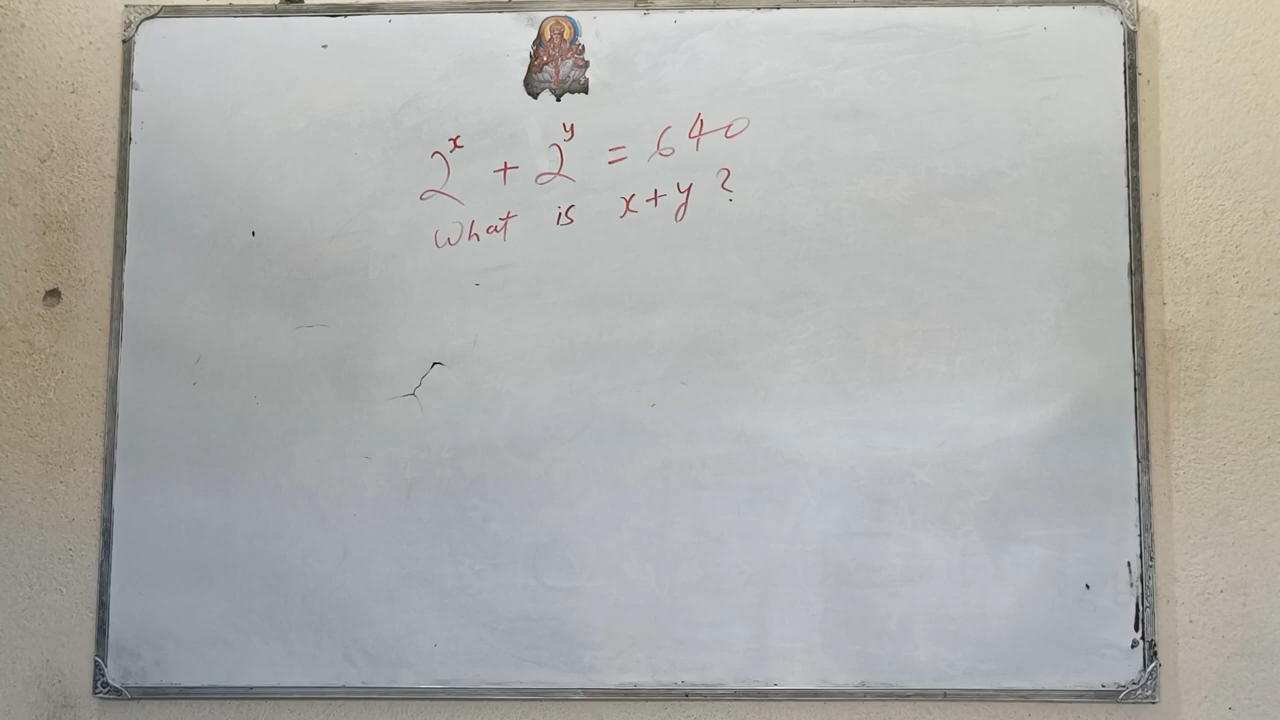 2^x + 2^y = 640
What is x+y ?